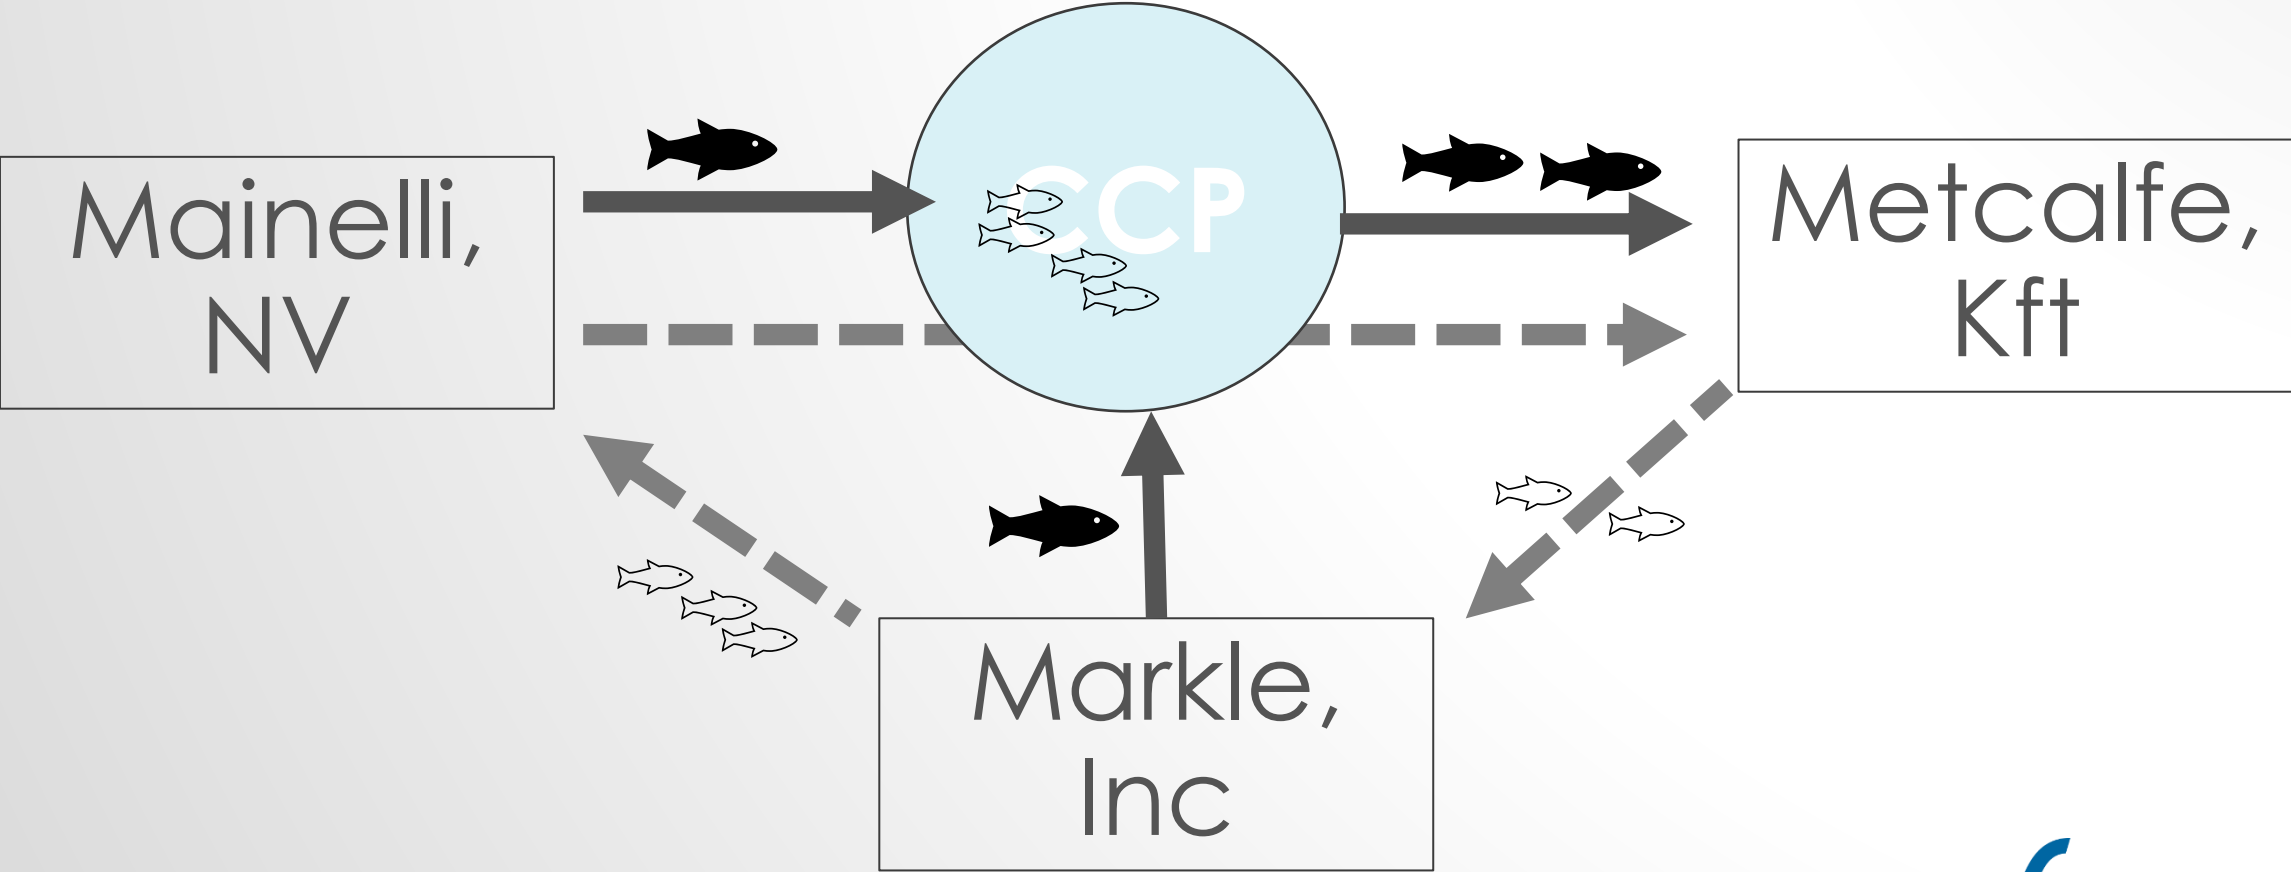 CCP
Mainelli,
NV
Metcalfe,
Kft
Markle,
Inc